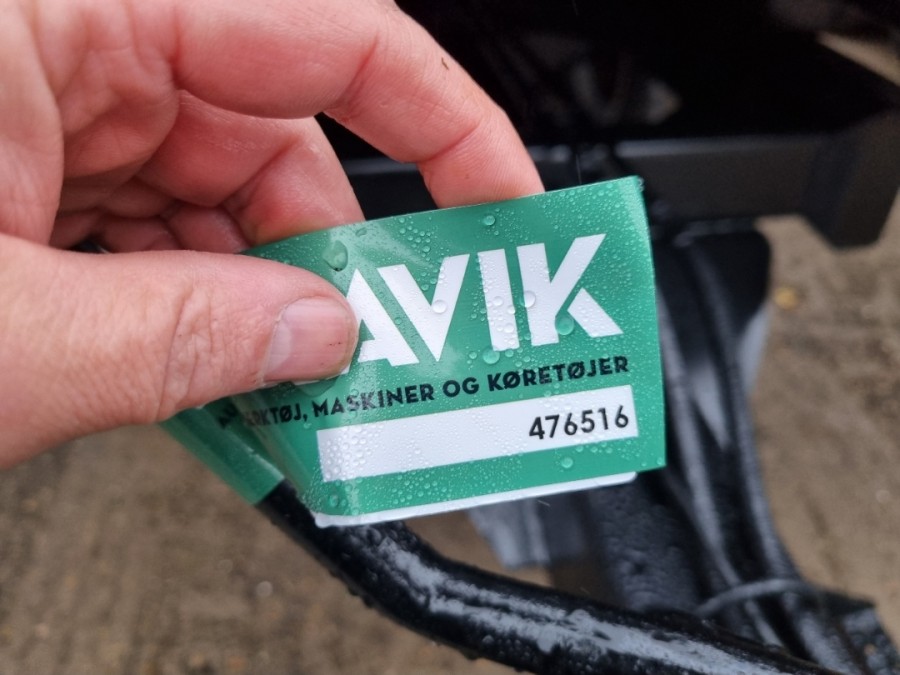 AVIK
MASKINER OG KØRETØJER
476516